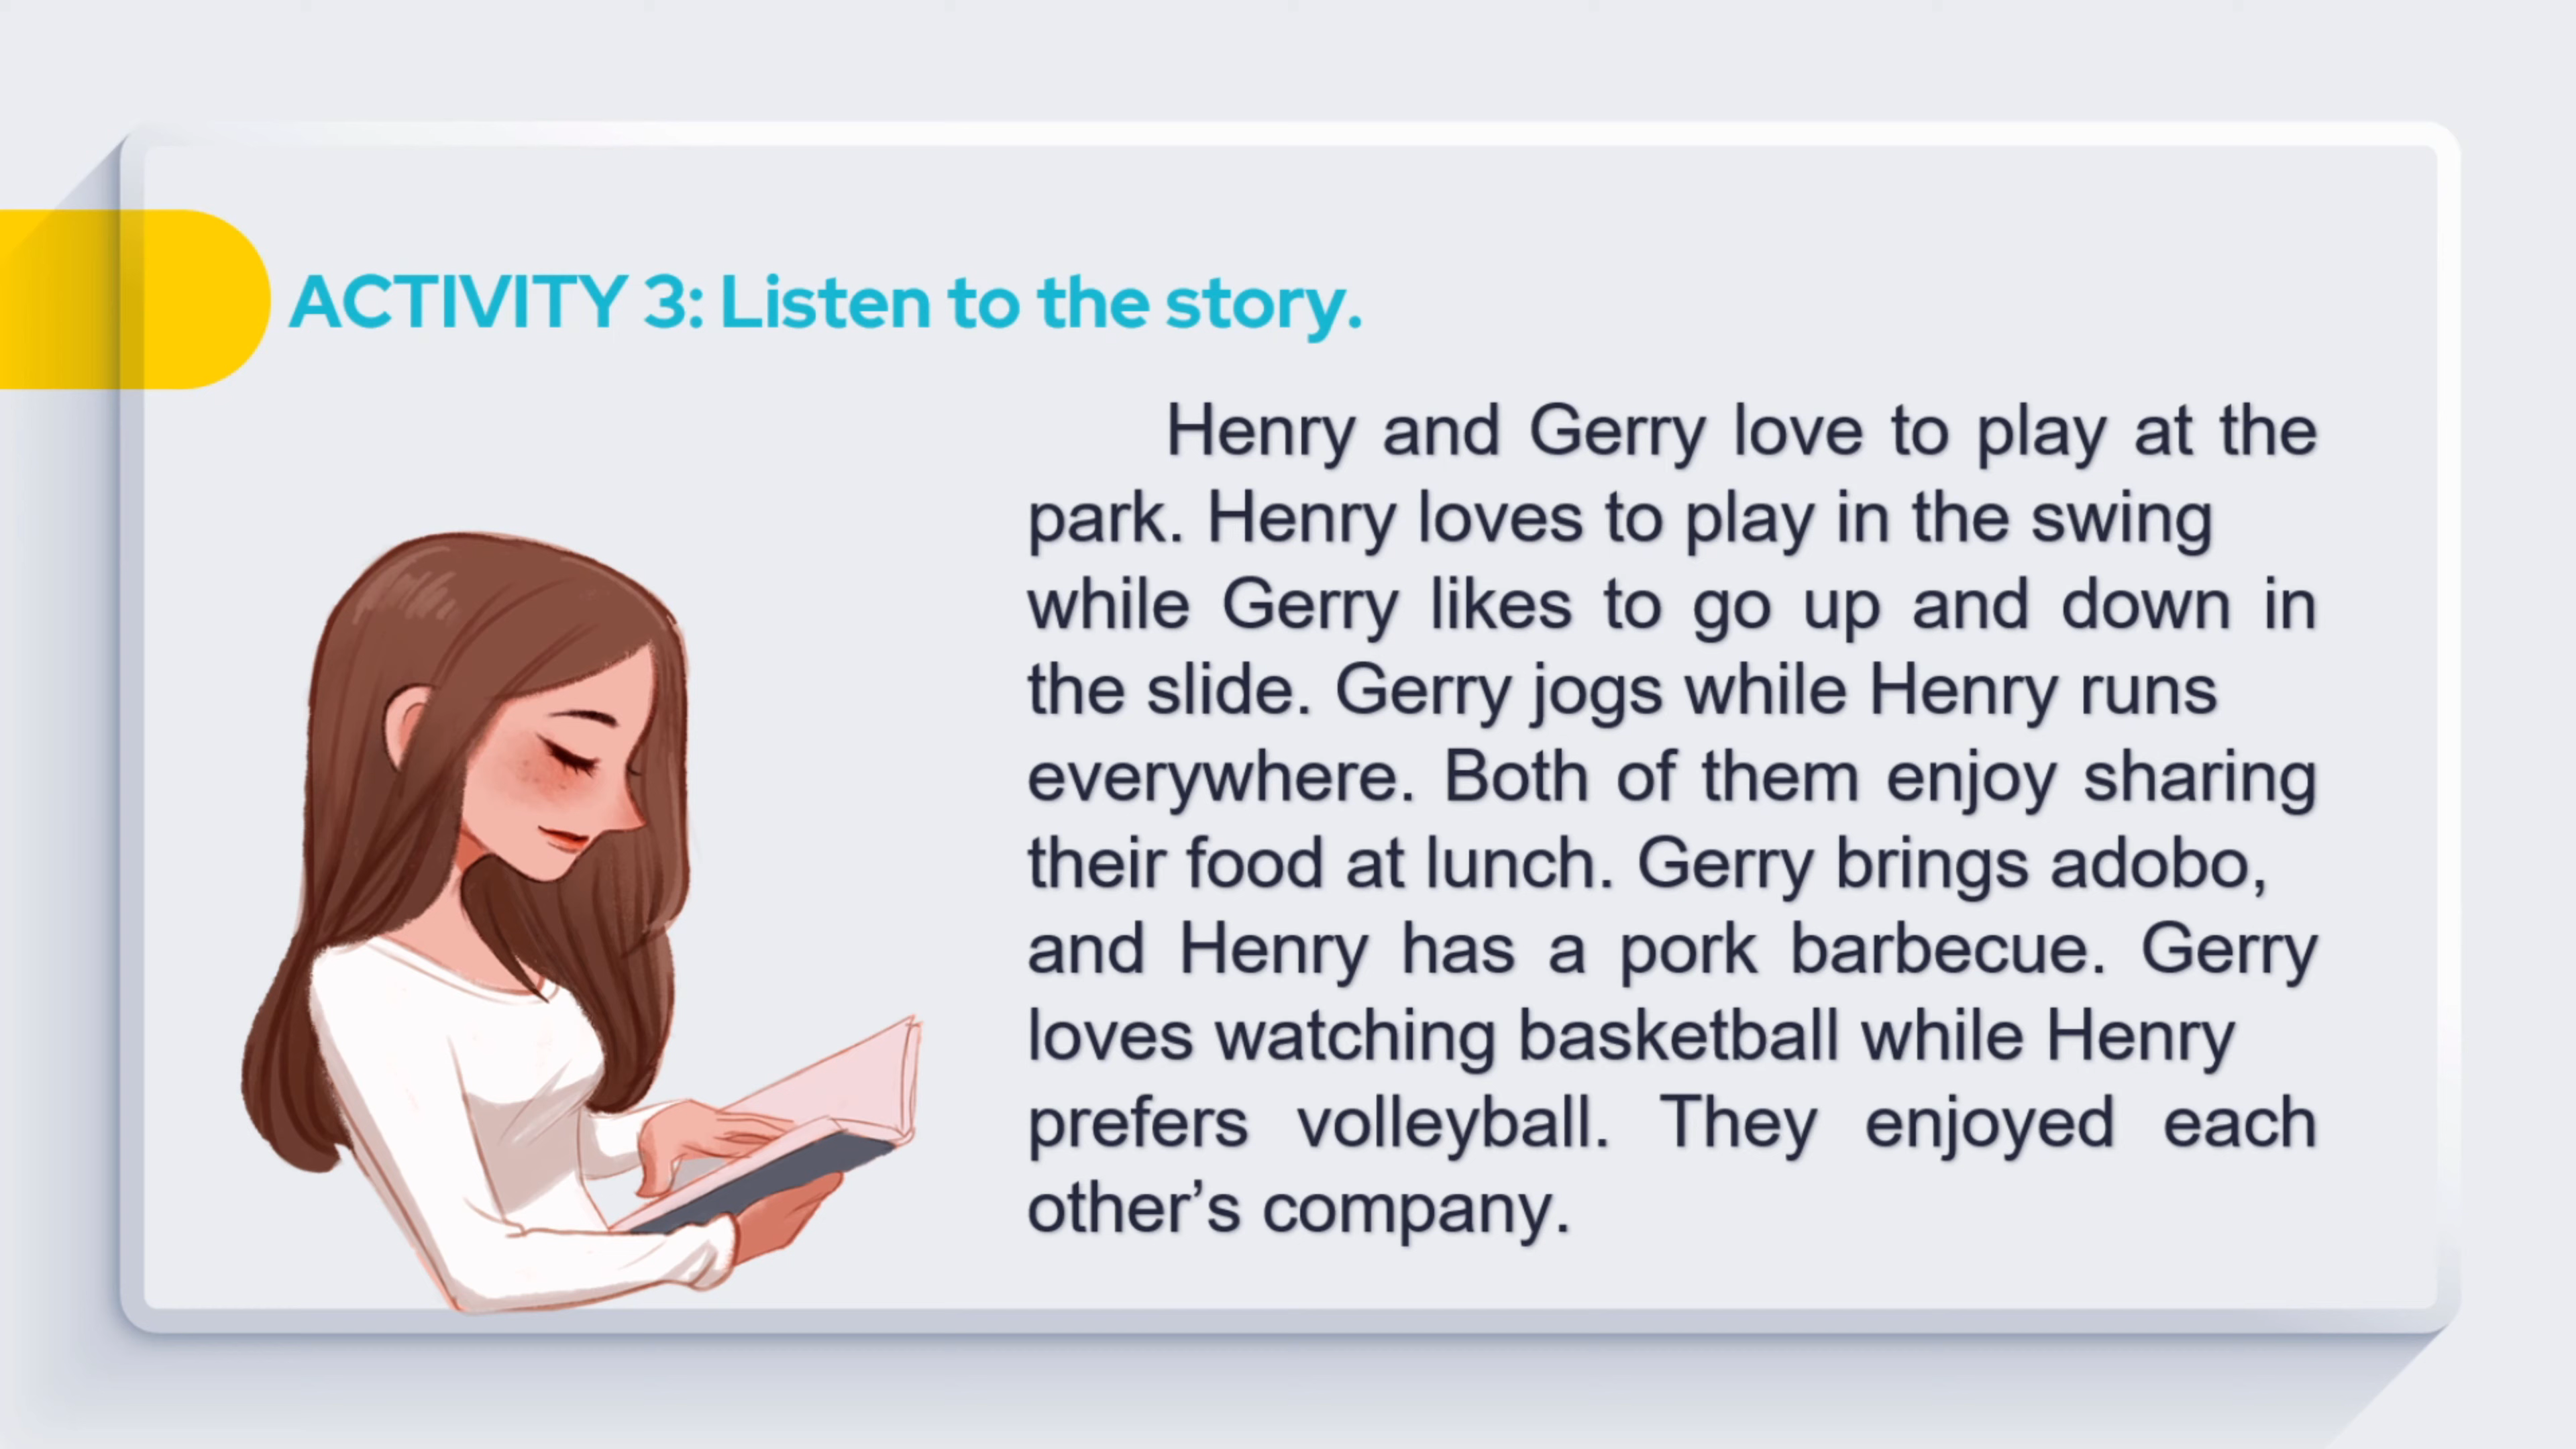 ACTIVITY 3: Listen to the story.
Henry and Gerry love to play at the
park. Henry loves to play in the swing
while Gerry likes to go up and down in
the slide. Gerry jogs while Henry runs
everywhere. Both of them enjoy sharing
their food at lunch. Gerry brings adobo,
and Henry has a pork barbecue. Gerry
loves watching basketball while Henry
prefers volleyball. They enjoyed each
other’s company.